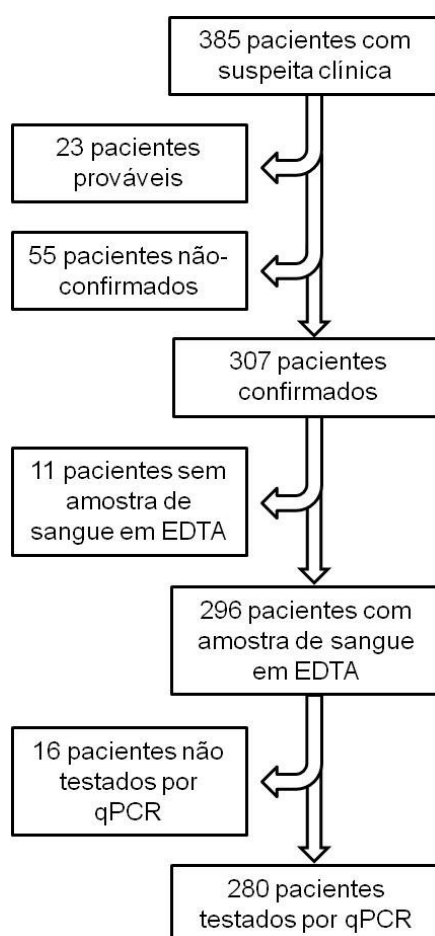 385 pacientes com
suspeita clínica
23 pacientes
prováveis
55 pacientes não-
confirmados
307 pacientes
confirmados
11 pacientes sem
amostra de
sangue em EDTA
296 pacientes com
amostra de sangue
em EDTA
16 pacientes não
testados por
qPCR
280 pacientes
testados por qPCR